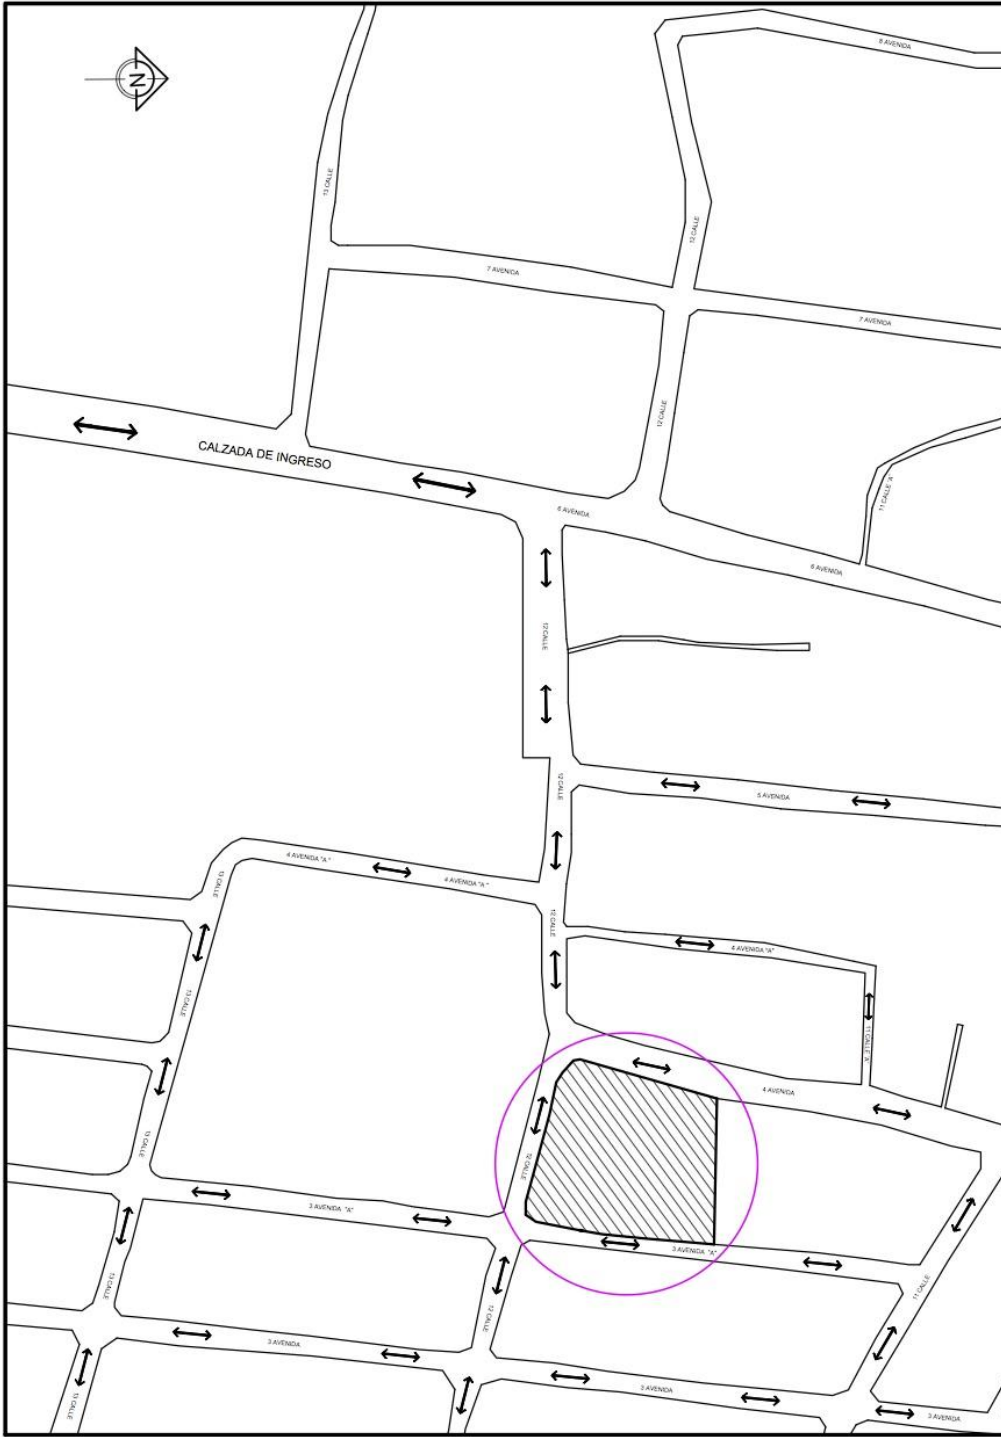 8 AVENIDA
N
13 CALLE
12 CALLE
7 AVENIDA
7 AVENIDA
12 CALLE
CALZADA DE INGRESO
11 CALLE "A"
6 AVENIDA
6 AVENIDA
12 CALLE
12 CALLE
5 AVENIDA
4 AVENIDA "A"
4 AVENIDA "A"
13 CALLE
12 CALLE
4 AVENIDA "A"
13 CALLE
11 CALLE "A"
4 AVENIDA
13 CALLE
12 CALLE
3 AVENIDA "A"
3 AVENIDA "A"
13 CALLE
11 CALLE
12 CALLE
3 AVENIDA
3 AVENIDA
13 CALLE
3 AVENIDA